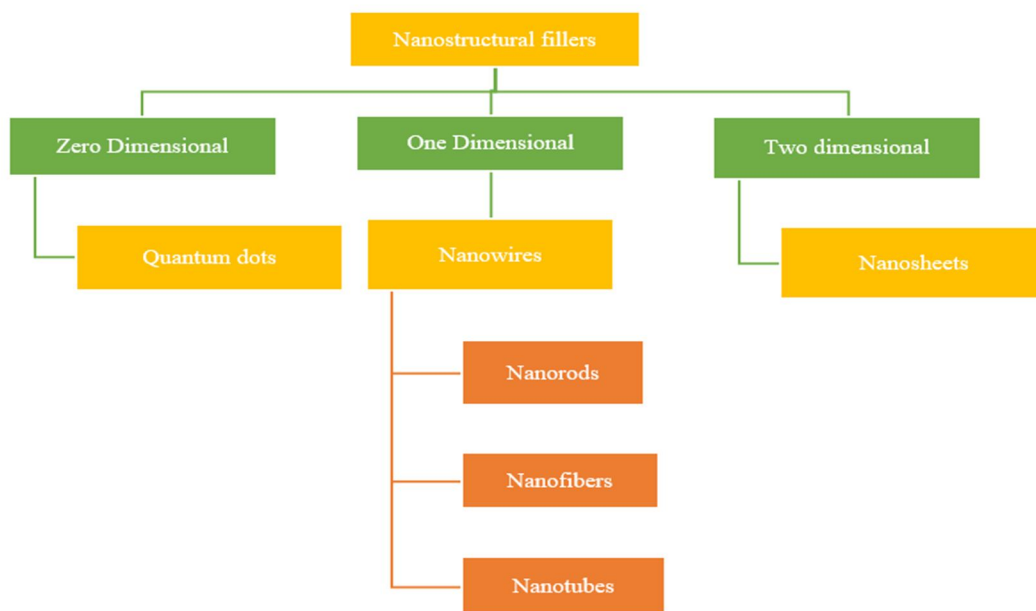 Nanostructural fillers
Zero Dimensional
One Dimensional
Two dimensional
Quantum dots
Nanowires
Nanosheets
Nanorods
Nanofibers
Nanotubes